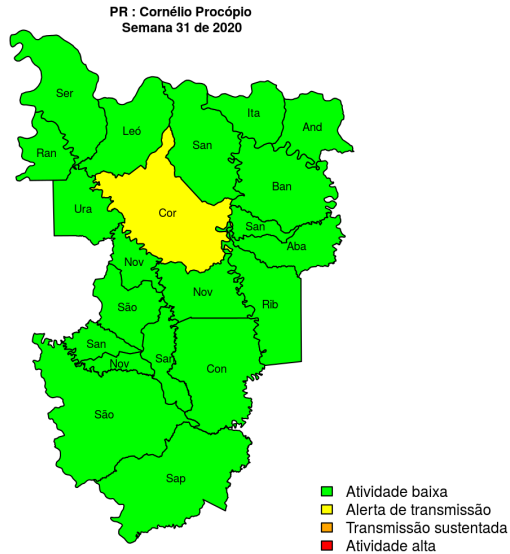 PR : Cornélio Procópio
Semana 31 de 2020
Ser
Ita
And
Leó
San
Ran
Ban
Ura
Cor
San
Aba
Nov
Nov
Rib
São
San
San
Nov
Con
São
Sap
Atividade baixa
Alerta de transmissão
Transmissão sustentada
Atividade alta